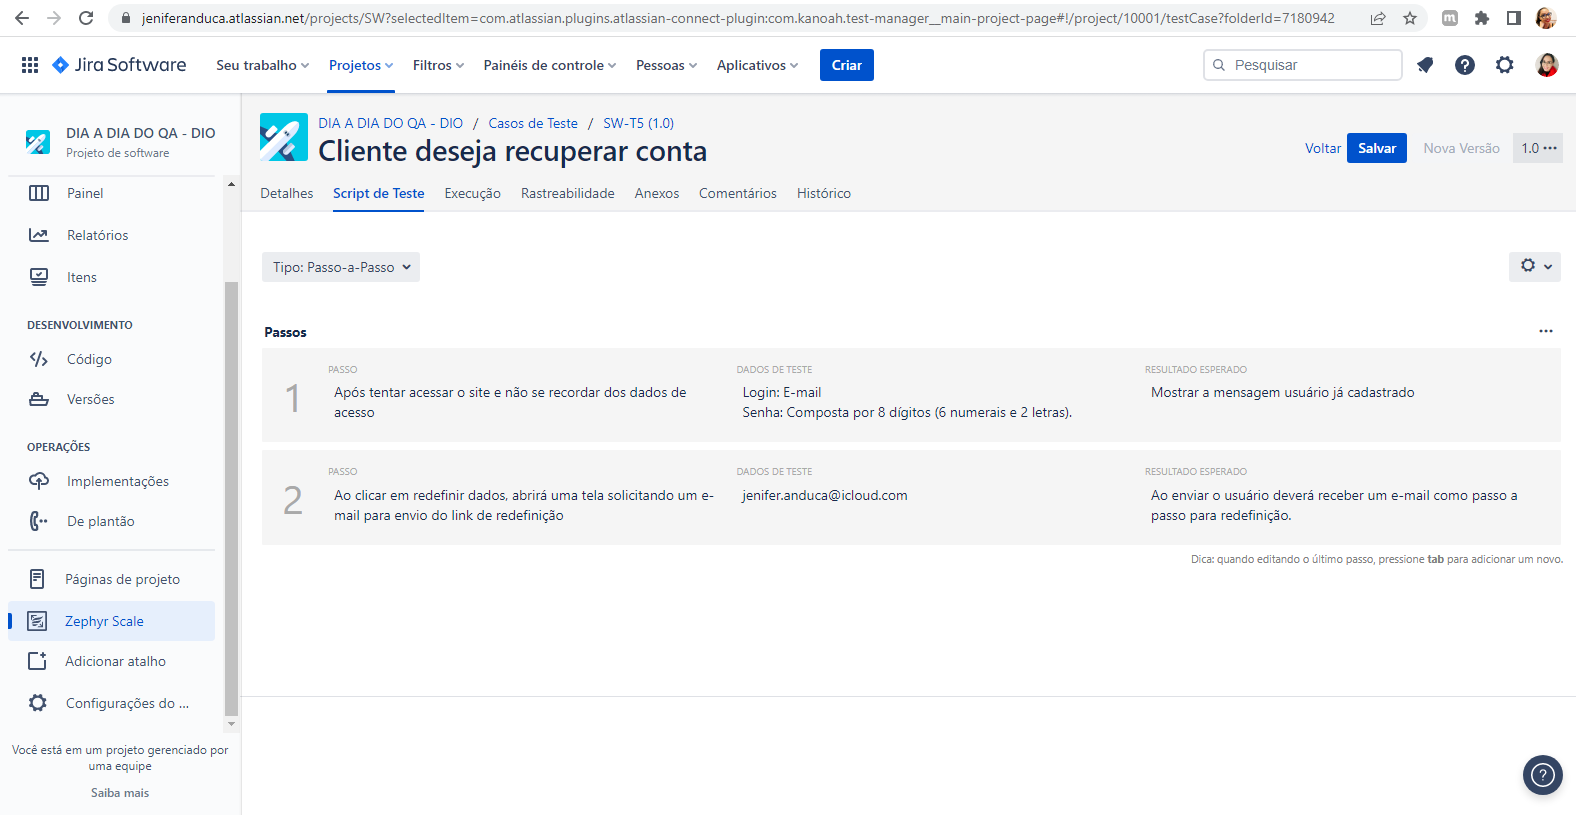 jeniferanduca.atlassian.net/projects/SW?selectedItem=com.atlassian.plugins.atlassian-connect-plugin:com.kanoah.test-manager__main-project-page#!/project/10001/testCase?folderId=7180942
Jira Software
Seu trabalho
Projetos
Filtros
Painéis de controle
Pessoas
Aplicativos
Criar
Pesquisar
DIA A DIA DO QA - DIO
Projeto de software
Painel
Relatórios
Itens
DESENVOLVIMENTO
Código
Versões
OPERAÇÕES
Implementações
De plantão
Páginas de projeto
Zephyr Scale
Adicionar atalho
Configurações do ...
Você está em um projeto gerenciado por
uma equipe
Saiba mais
DIA A DIA DO QA - DIO / Casos de Teste / SW-T5 (1.0)
Cliente deseja recuperar conta
Voltar
Salvar
Nova Versão
1.0
Detalhes
Script de Teste
Execução
Rastreabilidade
Anexos
Comentários
Histórico
Tipo: Passo-a-Passo
Passos
1
PASSO
Após tentar acessar o site e não se recordar dos dados de
acesso
DADOS DE TESTE
Login: E-mail
Senha: Composta por 8 dígitos (6 numerais e 2 letras).
RESULTADO ESPERADO
Mostrar a mensagem usuário já cadastrado
2
PASSO
Ao clicar em redefinir dados, abrirá uma tela solicitando um e-
mail para envio do link de redefinição
DADOS DE TESTE
jenifer.anduca@icloud.com
RESULTADO ESPERADO
Ao enviar o usuário deverá receber um e-mail como passo a
passo para redefinição.
Dica: quando editando o último passo, pressione tab para adicionar um novo.